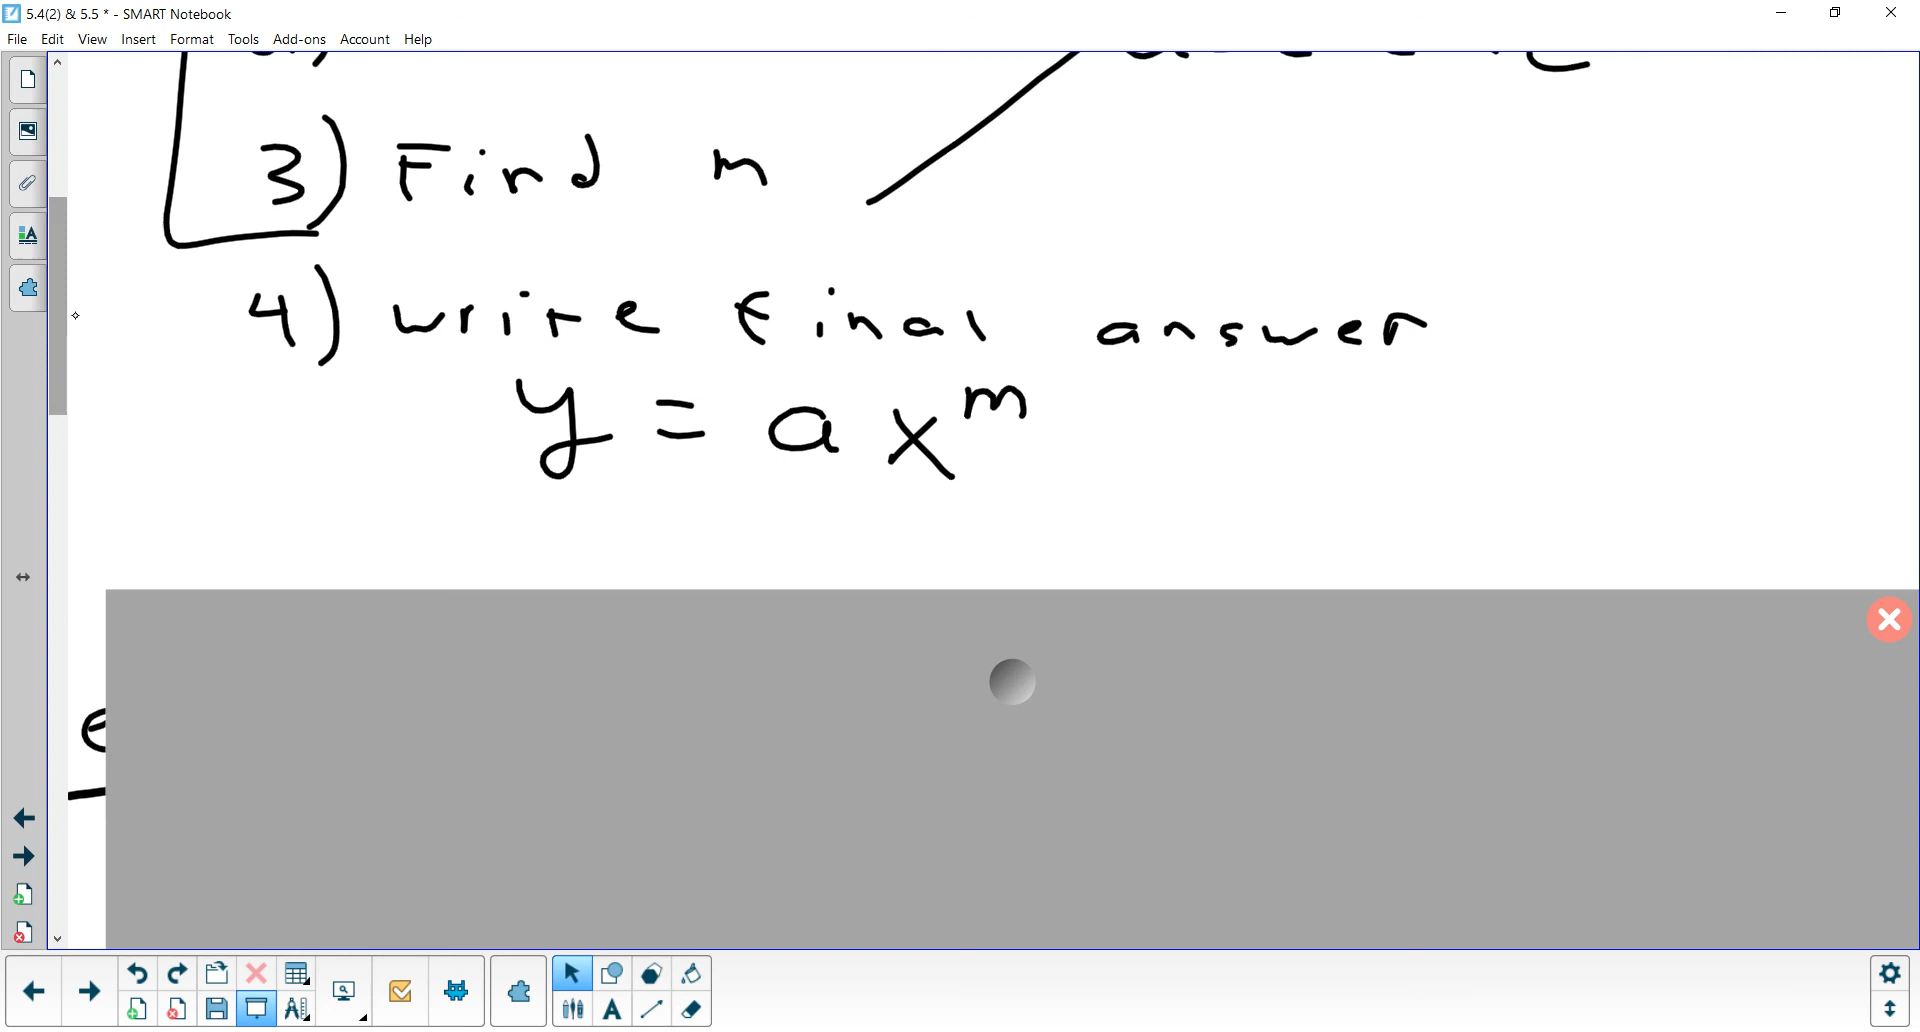 5.4(2) & 5.5 * - SMART Notebook
File Edit View Insert Format Tools Add-ons Account Help
3) Find m
4) write final answer
y = a x^m
e